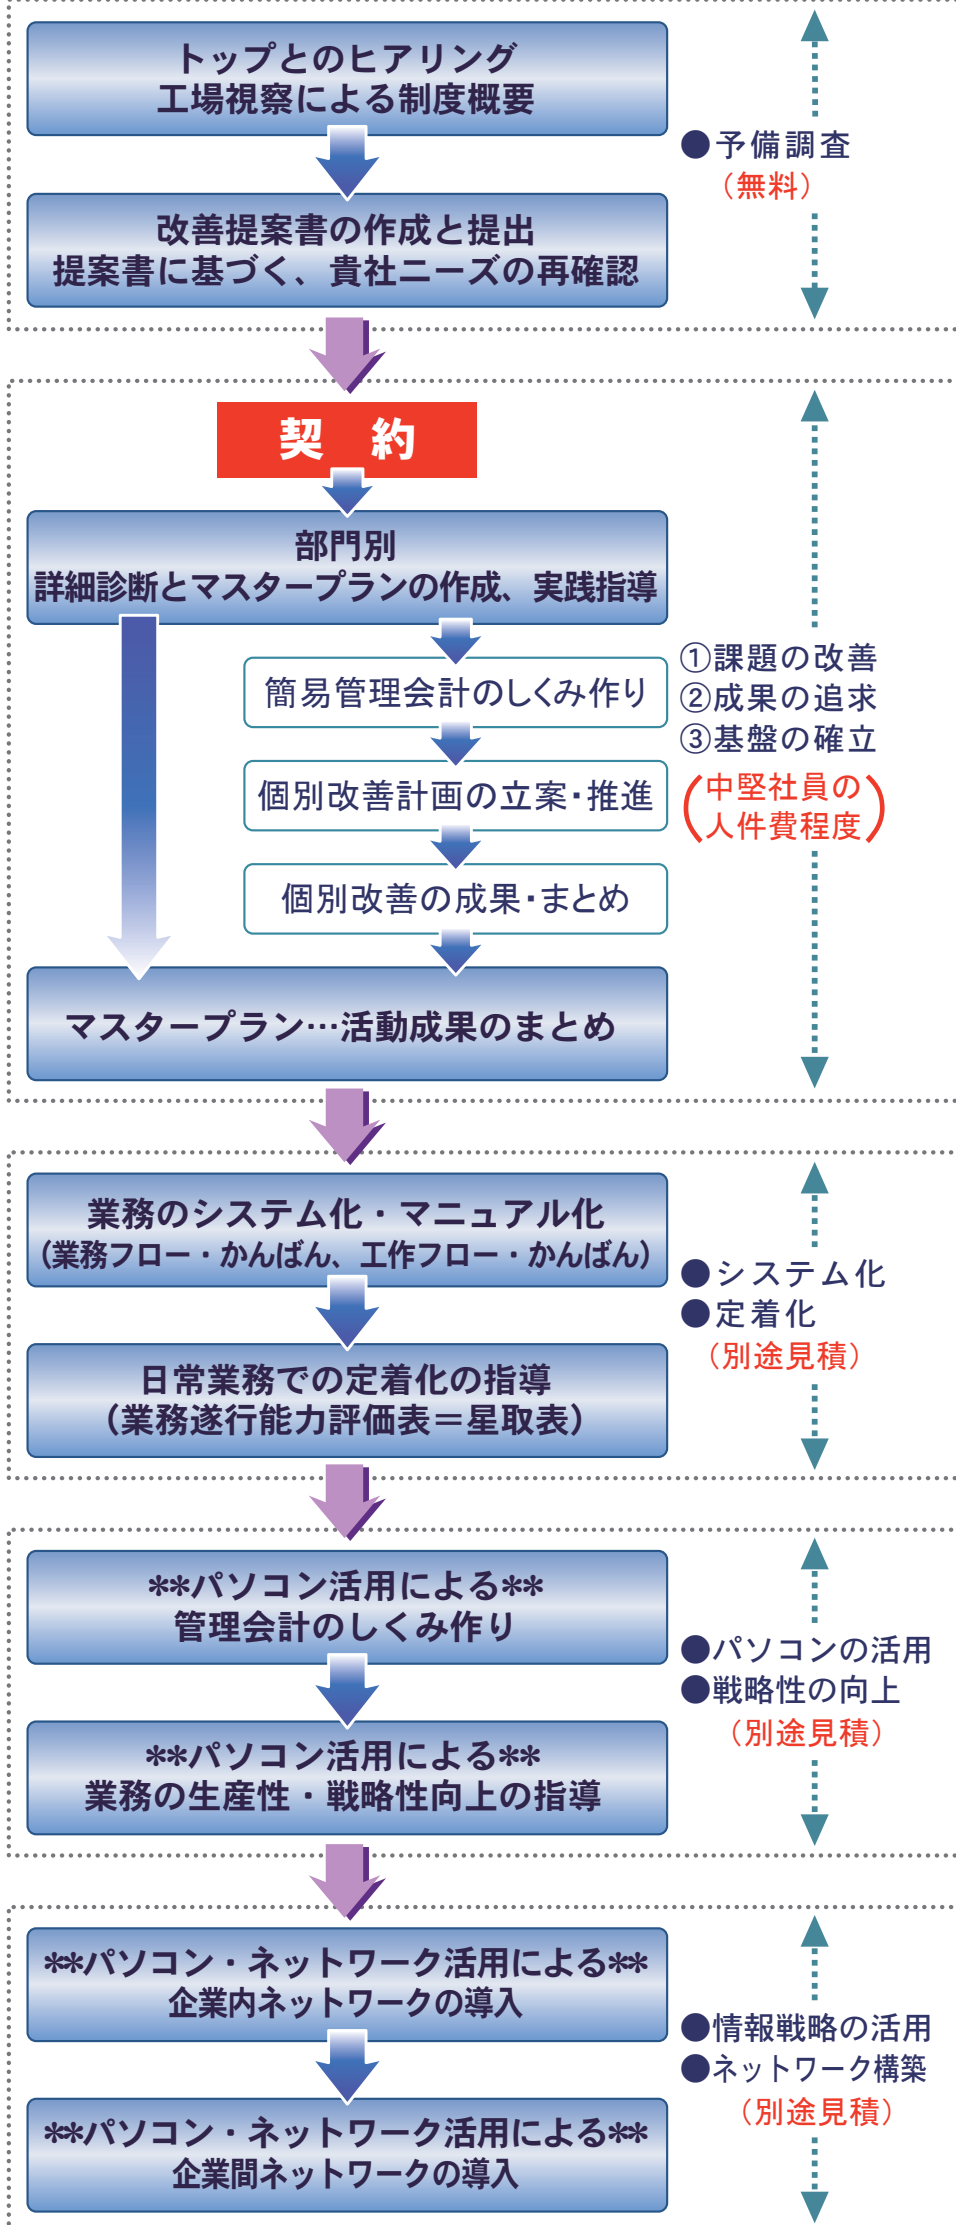 トップとのヒアリング
工場視察による制度概要
●予備調査
（無料）
改善提案書の作成と提出
提案書に基づく、貴社ニーズの再確認
契　約
部門別
詳細診断とマスタープランの作成、実践指導
簡易管理会計のしくみ作り
個別改善計画の立案・推進
個別改善の成果・まとめ
①課題の改善
②成果の追求
③基盤の確立
（中堅社員の
人件費程度）
マスタープラン…活動成果のまとめ
業務のシステム化・マニュアル化
（業務フロー・かんばん、工作フロー・かんばん）
●システム化
●定着化
（別途見積）
日常業務での定着化の指導
（業務遂行能力評価表＝星取表）
**パソコン活用による**
管理会計のしくみ作り
●パソコンの活用
●戦略性の向上
（別途見積）
**パソコン活用による**
業務の生産性・戦略性向上の指導
**パソコン・ネットワーク活用による**
企業内ネットワークの導入
●情報戦略の活用
●ネットワーク構築
（別途見積）
**パソコン・ネットワーク活用による**
企業間ネットワークの導入